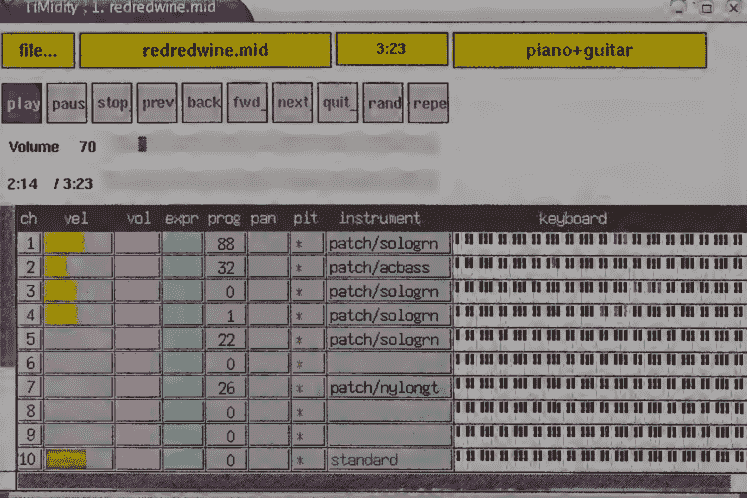 TiMidity : 1. redredwine.mid
file... redredwine.mid 3:23 piano+guitar
play paus stop_ prev back fwd_ next quit_ rand repe
Volume 70
2:14 / 3:23
ch vel vol expr prog pan pit instrument keyboard
1 88 * patch/sologrn
2 32 * patch/acbass
3 0 * patch/sologrn
4 1 * patch/sologrn
5 22 * patch/sologrn
6 0 *
7 26 * patch/nylongt
8 0 *
9 0 *
10 0 * standard